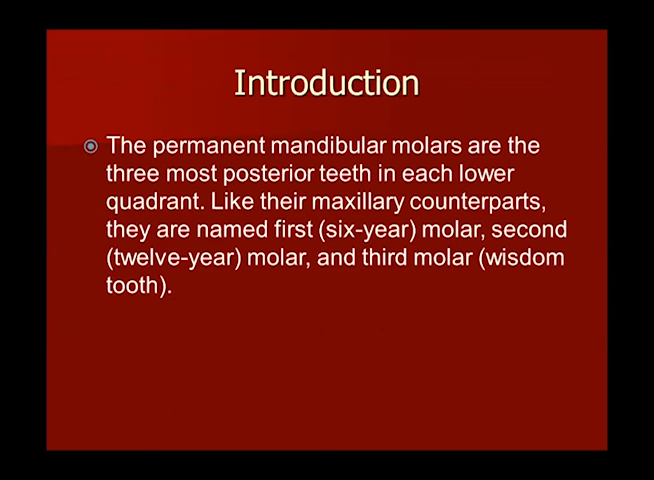 Introduction
The permanent mandibular molars are the
three most posterior teeth in each lower
quadrant. Like their maxillary counterparts,
they are named first (six-year) molar, second
(twelve-year) molar, and third molar (wisdom
tooth).